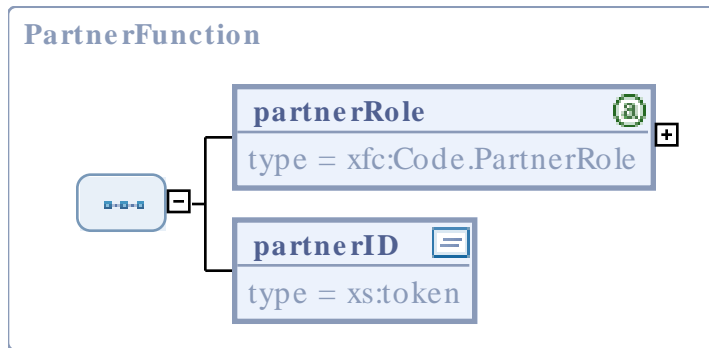 PartnerFunction
partnerRole
type = xfc:Code.PartnerRole
partnerID
type = xs:token